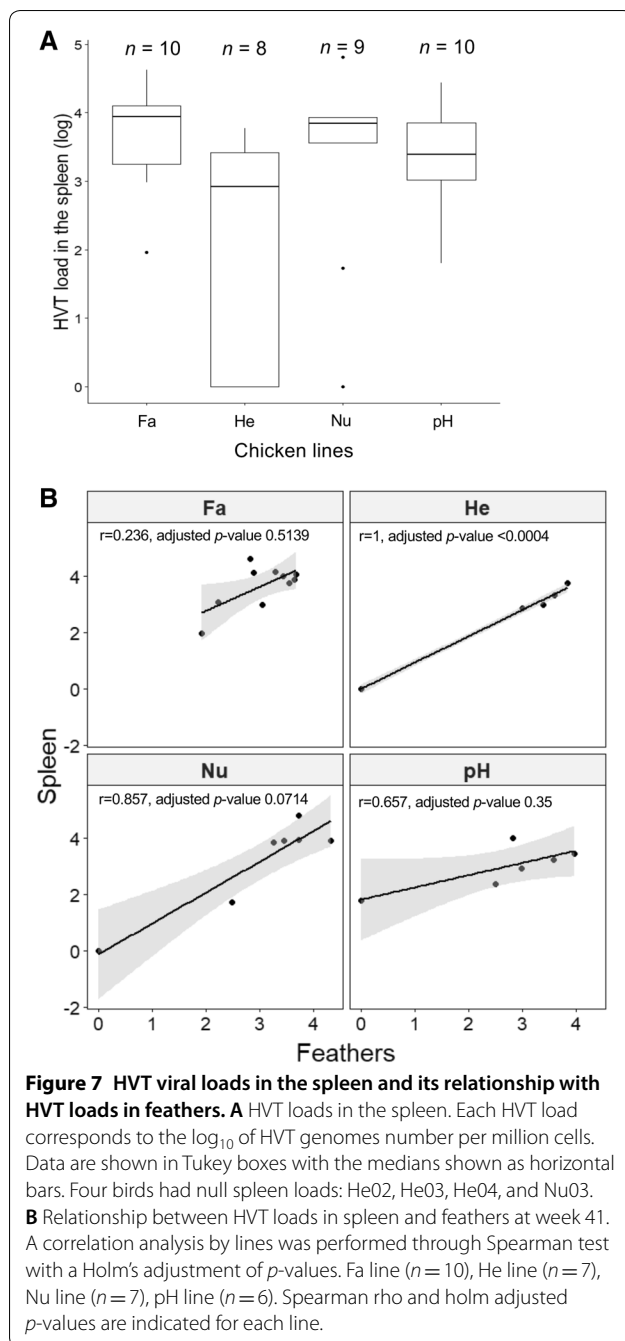 A
n = 10 n = 8 n = 9 n = 10
HVT load in the spleen (log)
5
4
3
2
1
0
Fa He Nu pH
Chicken lines
B
Fa He
r=0.236, adjusted p-value 0.5139 r=1, adjusted p-value <0.0004
4
2
0
-2
Nu pH
r=0.857, adjusted p-value 0.0714 r=0.657, adjusted p-value 0.35
Spleen
4
2
0
-2
0 1 2 3 4 0 1 2 3 4
Feathers
Figure 7 HVT viral loads in the spleen and its relationship with
HVT loads in feathers. A HVT loads in the spleen. Each HVT load
corresponds to the log10 of HVT genomes number per million cells.
Data are shown in Tukey boxes with the medians shown as horizontal
bars. Four birds had null spleen loads: He02, He03, He04, and Nu03.
B Relationship between HVT loads in spleen and feathers at week 41.
A correlation analysis by lines was performed through Spearman test
with a Holm's adjustment of p-values. Fa line (n = 10), He line (n = 7),
Nu line (n = 7), pH line (n = 6). Spearman rho and holm adjusted
p-values are indicated for each line.